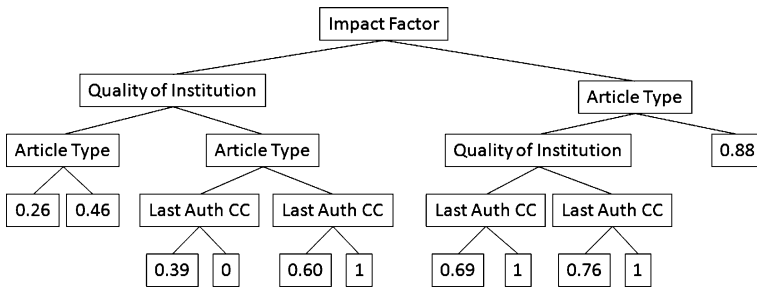 Impact Factor
Quality of Institution
Article Type
Article Type
Article Type
Quality of Institution
0.88
0.26
0.46
Last Auth CC
Last Auth CC
Last Auth CC
Last Auth CC
0.39
0
0.60
1
0.69
1
0.76
1